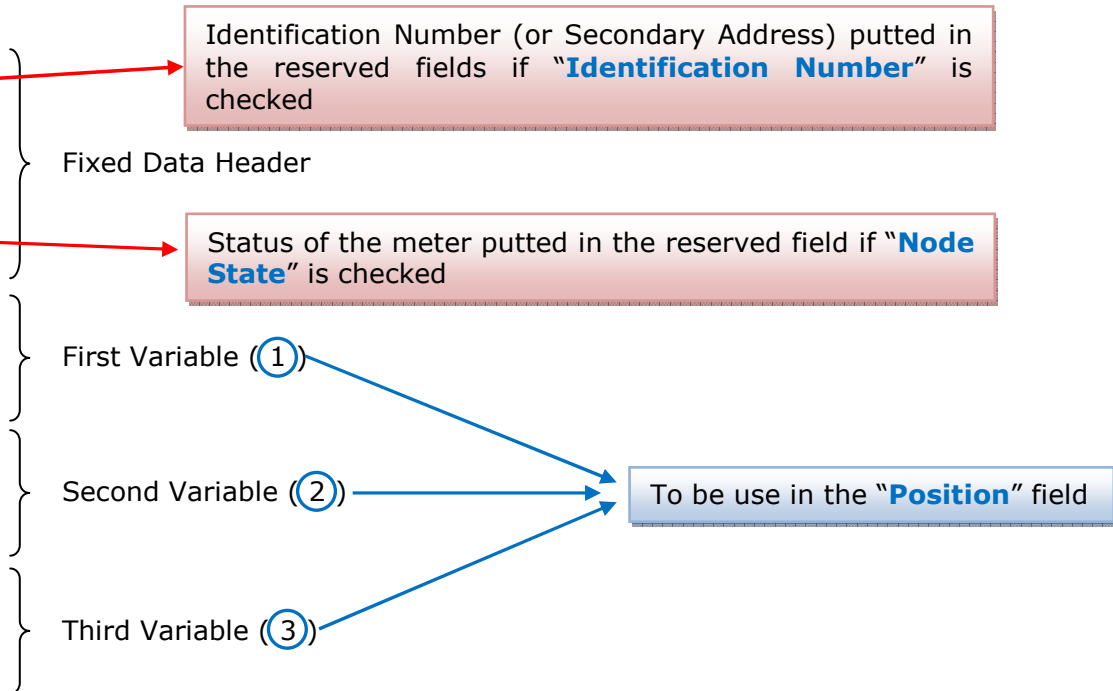 Identification Number (or Secondary Address) putted in
the reserved fields if “Identification Number” is
checked
Fixed Data Header
Status of the meter putted in the reserved field if “Node
State” is checked
First Variable (1)
Second Variable (2)
To be use in the “Position” field
Third Variable (3)